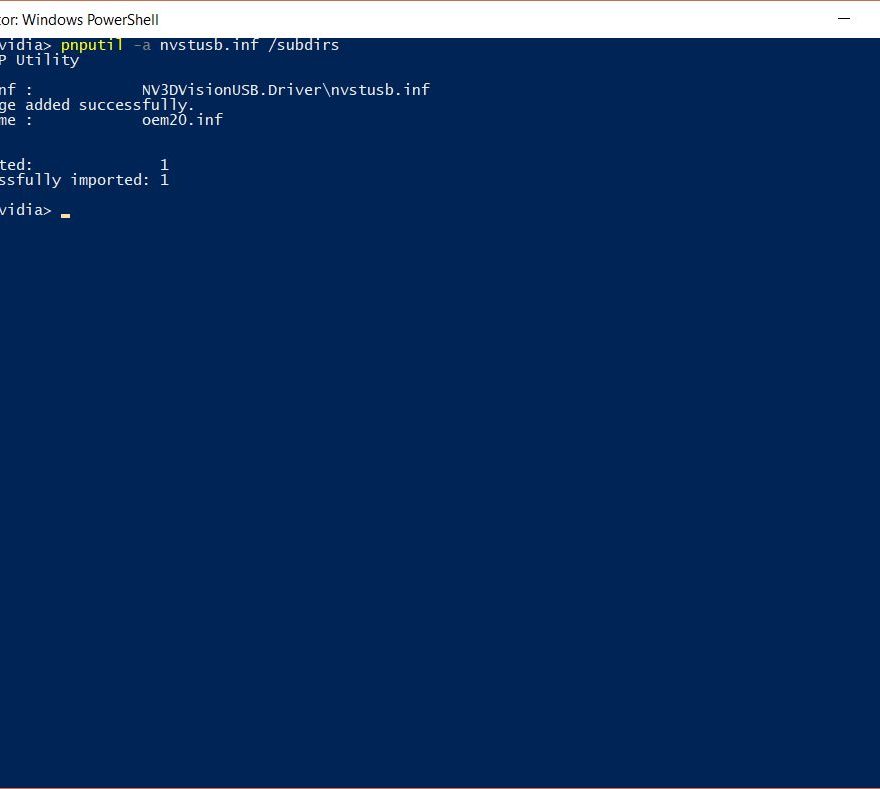 tor: Windows PowerShell
vidia> pnputil -a nvstusb.inf /subdirs
P Utility
nf : NV3DVisionUSB.Driver\nvstusb.inf
ge added successfully.
me : oem20.inf
ted: 1
ssfully imported: 1
vidia>